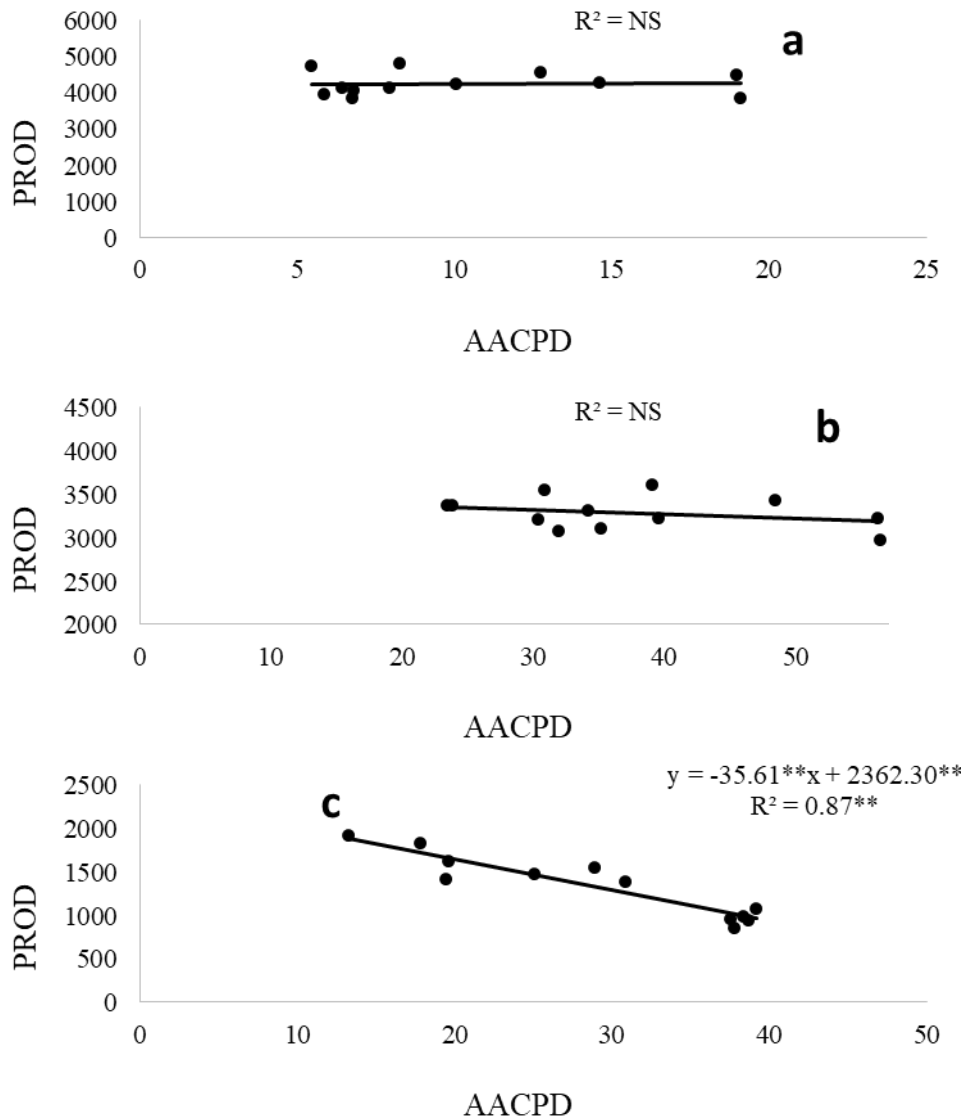 R² = NS
a
6000
5000
4000
3000
2000
1000
0
PROD
0 5 10 15 20 25
AACPD
R² = NS
b
4500
4000
3500
3000
2500
2000
PROD
0 10 20 30 40 50
AACPD
y = -35.61**x + 2362.30**
R² = 0.87**
c
2500
2000
1500
1000
500
0
PROD
0 10 20 30 40 50
AACPD